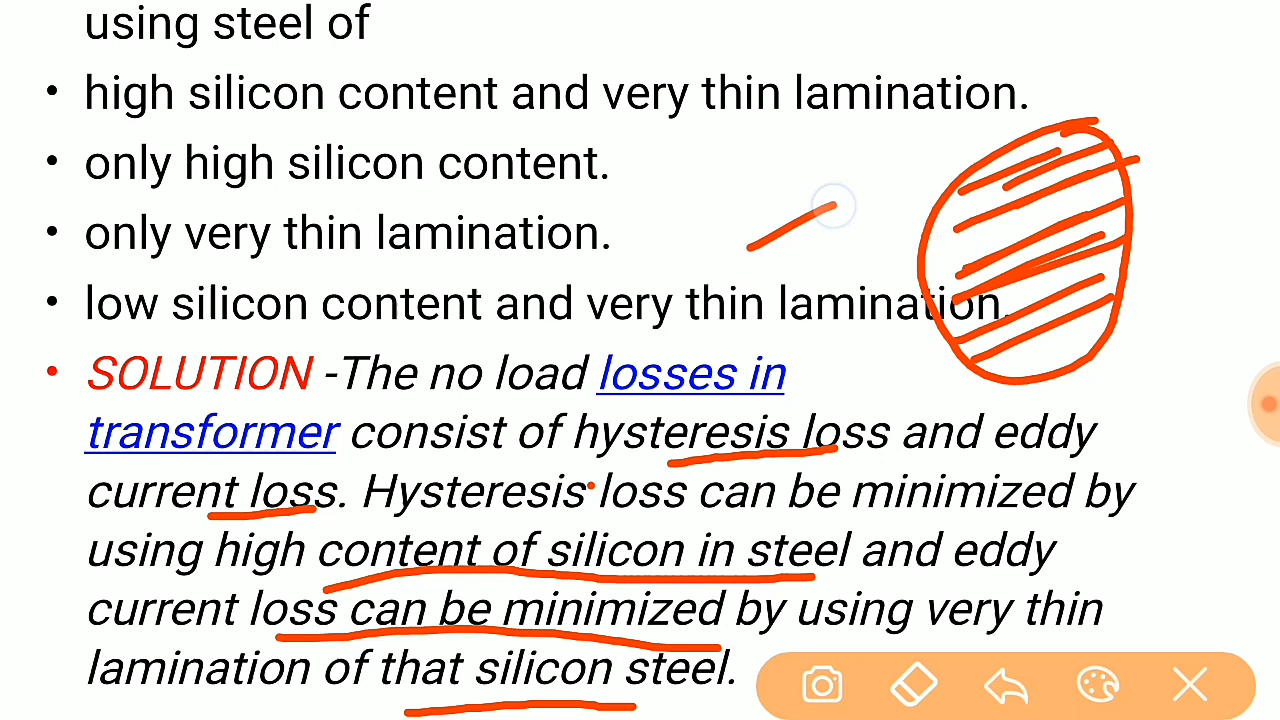 using steel of
• high silicon content and very thin lamination.
• only high silicon content.
• only very thin lamination.
• low silicon content and very thin lamination.
• SOLUTION -The no load losses in
transformer consist of hysteresis loss and eddy
current loss. Hysteresis loss can be minimized by
using high content of silicon in steel and eddy
current loss can be minimized by using very thin
lamination of that silicon steel.